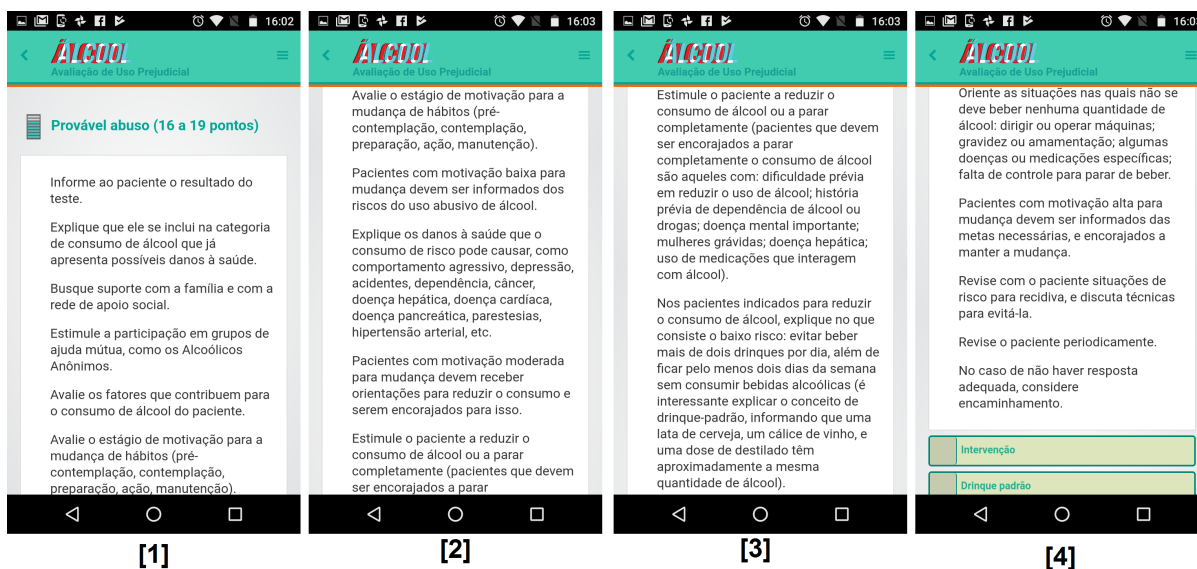 16:02
ÁLCOOL
Avaliação de Uso Prejudicial
Provável abuso (16 a 19 pontos)
Informe ao paciente o resultado do
teste.
Explique que ele se inclui na categoria
de consumo de álcool que já
apresenta possíveis danos à saúde.
Busque suporte com a família e com a
rede de apoio social.
Estimule a participação em grupos de
ajuda mútua, como os Alcoólicos
Anônimos.
Avalie os fatores que contribuem para
o consumo de álcool do paciente.
Avalie o estágio de motivação para a
mudança de hábitos (pré-
contemplação, contemplação,
preparação, ação, manutenção).
[1]
16:03
ÁLCOOL
Avaliação de Uso Prejudicial
Avalie o estágio de motivação para a
mudança de hábitos (pré-
contemplação, contemplação,
preparação, ação, manutenção).
Pacientes com motivação baixa para
mudança devem ser informados dos
riscos do uso abusivo de álcool.
Explique os danos à saúde que o
consumo de risco pode causar, como
comportamento agressivo, depressão,
acidentes, dependência, câncer,
doença hepática, doença cardíaca,
doença pancreática, parestesias,
hipertensão arterial, etc.
Pacientes com motivação moderada
para mudança devem receber
orientações para reduzir o consumo e
serem encorajados para isso.
Estimule o paciente a reduzir o
consumo de álcool ou a parar
completamente (pacientes que devem
ser encorajados a parar
[2]
16:03
ÁLCOOL
Avaliação de Uso Prejudicial
Estimule o paciente a reduzir o
consumo de álcool ou a parar
completamente (pacientes que devem
ser encorajados a parar
completamente o consumo de álcool
são aqueles com: dificuldade prévia
em reduzir o uso de álcool; história
prévia de dependência de álcool ou
drogas; doença mental importante;
mulheres grávidas; doença hepática;
uso de medicações que interagem
com álcool).
Nos pacientes indicados para reduzir
o consumo de álcool, explique no que
consiste o baixo risco: evitar beber
mais de dois drinques por dia, além de
ficar pelo menos dois dias da semana
sem consumir bebidas alcoólicas (é
interessante explicar o conceito de
drinque-padrão, informando que uma
lata de cerveja, um cálice de vinho, e
uma dose de destilado têm
aproximadamente a mesma
quantidade de álcool).
[3]
16:03
ÁLCOOL
Avaliação de Uso Prejudicial
Oriente as situações nas quais não se
deve beber nenhuma quantidade de
álcool: dirigir ou operar máquinas;
gravidez ou amamentação; algumas
doenças ou medicações específicas;
falta de controle para parar de beber.
Pacientes com motivação alta para
mudança devem ser informados das
metas necessárias, e encorajados a
manter a mudança.
Revise com o paciente situações de
risco para recidiva, e discuta técnicas
para evitá-la.
Revise o paciente periodicamente.
No caso de não haver resposta
adequada, considere
encaminhamento.
Intervenção
Drinque padrão
[4]